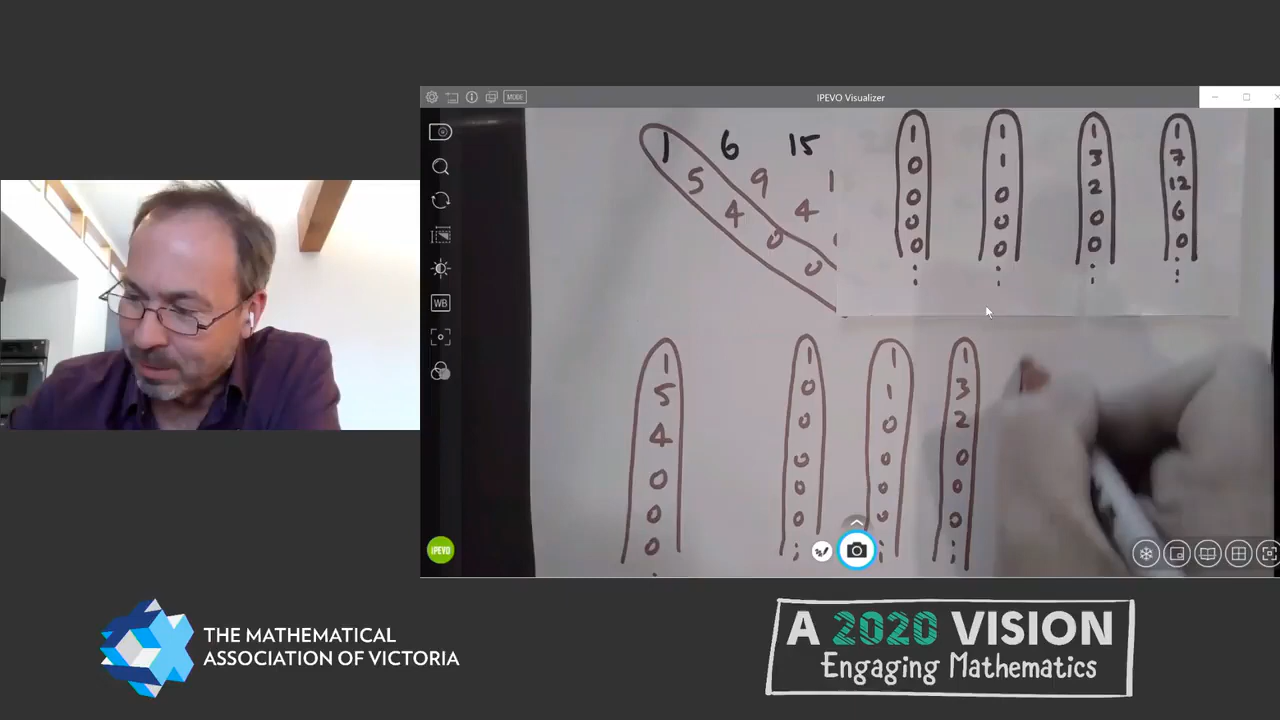 IPEVO Visualizer
MODE
WB
iPEVO
1 6 15
5 9 1
4 4
0
0
1 1 1 1
0 1 3 7
0 0 2 12
0 0 0 6
0 0 0 0
1 1 1 1
5 0 1 3
4 0 0 2
0 0 0 0
0 0 0 0
0 0 0 0
THE MATHEMATICAL
ASSOCIATION OF VICTORIA
A 2020 VISION
Engaging Mathematics